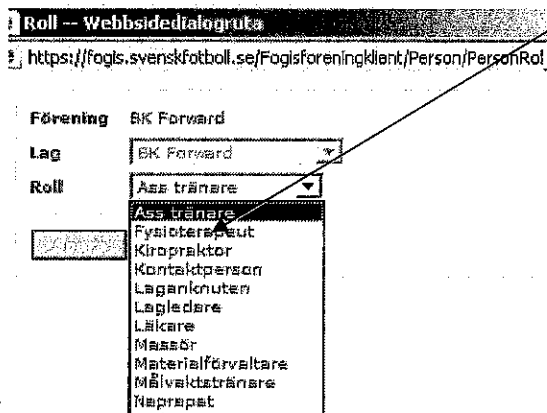 Roll -- Webbsidedialogruta
https://fogis.svenskfotboll.se/Fogisforeningklient/Person/PersonRol
Förening BK Forward
Lag BK Forward
Roll Ass tränare
Ass tränare
Fysioterapeut
Kiropraktor
Kontaktperson
Laganknuten
Lagledare
Läkare
Massör
Materialförvaltare
Målvaktstränare
Naprapat